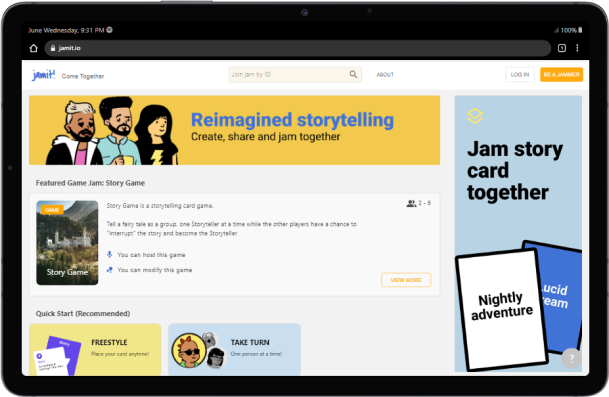 June Wednesday, 9:31 PM
100%
jamit.io
1
jamit!
Come Together
Join jam by ID
ABOUT
LOG IN
BE A JAMMER
Reimagined storytelling
Create, share and jam together
Jam story
card
together
Featured Game Jam: Story Game
GAME
Story Game
Story Game is a storytelling card game.
2 - 6
Tell a fairy tale as a group: one Storyteller at a time while the other players have a chance to
"interrupt" the story and become the Storyteller
You can host this game
You can modify this game
VIEW MORE
Nightly
adventure
Lucid
ream
Quick Start (Recommended)
FREESTYLE
Place your card anytime!
TAKE TURN
One person at a time!
?